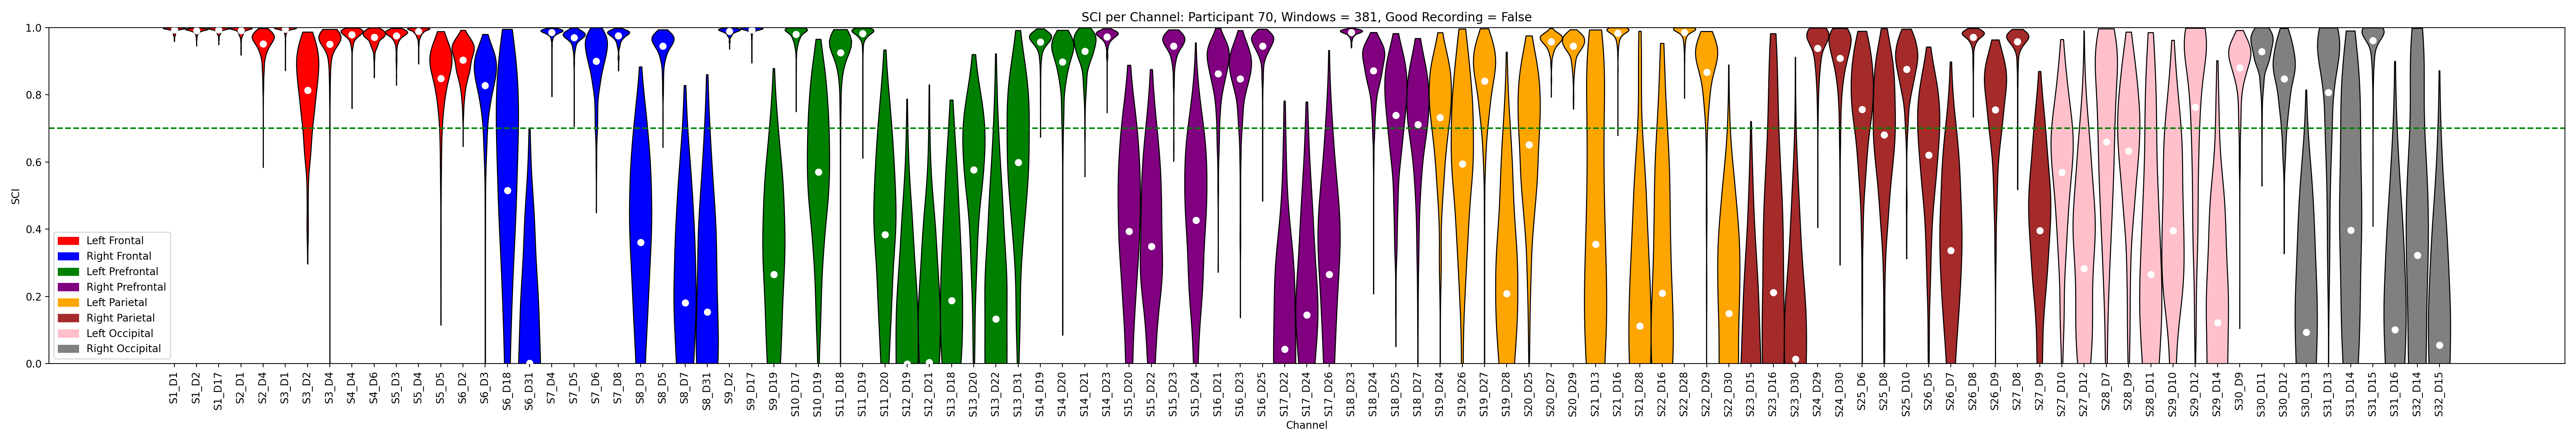 SCI per Channel: Participant 70, Windows = 381, Good Recording = False
1.0
0.8
0.6
0.4
0.2
0.0
SCI
Left Frontal
Right Frontal
Left Prefrontal
Right Prefrontal
Left Parietal
Right Parietal
Left Occipital
Right Occipital
S1_D1
S1_D2
S1_D17
S2_D1
S2_D4
S3_D1
S3_D2
S3_D4
S4_D4
S4_D6
S5_D3
S5_D4
S5_D5
S6_D2
S6_D3
S6_D18
S6_D31
S7_D4
S7_D5
S7_D6
S7_D8
S8_D3
S8_D5
S8_D7
S8_D31
S9_D2
S9_D17
S9_D19
S10_D17
S10_D19
S11_D18
S11_D19
S11_D20
S12_D19
S12_D21
S13_D18
S13_D20
S13_D22
S13_D31
S14_D19
S14_D20
S14_D21
S14_D23
S15_D20
S15_D22
S15_D23
S15_D24
S16_D21
S16_D23
S16_D25
S17_D22
S17_D24
S17_D26
S18_D23
S18_D24
S18_D25
S18_D27
S19_D24
S19_D26
S19_D27
S19_D28
S20_D25
S20_D27
S20_D29
S21_D13
S21_D16
S21_D28
S22_D16
S22_D28
S22_D29
S22_D30
S23_D15
S23_D16
S23_D30
S24_D29
S24_D30
S25_D6
S25_D8
S25_D10
S26_D5
S26_D7
S26_D8
S26_D9
S27_D8
S27_D9
S27_D10
S27_D12
S28_D7
S28_D9
S28_D11
S29_D10
S29_D12
S29_D14
S30_D9
S30_D11
S30_D12
S30_D13
S31_D13
S31_D14
S31_D15
S31_D16
S32_D14
S32_D15
Channel